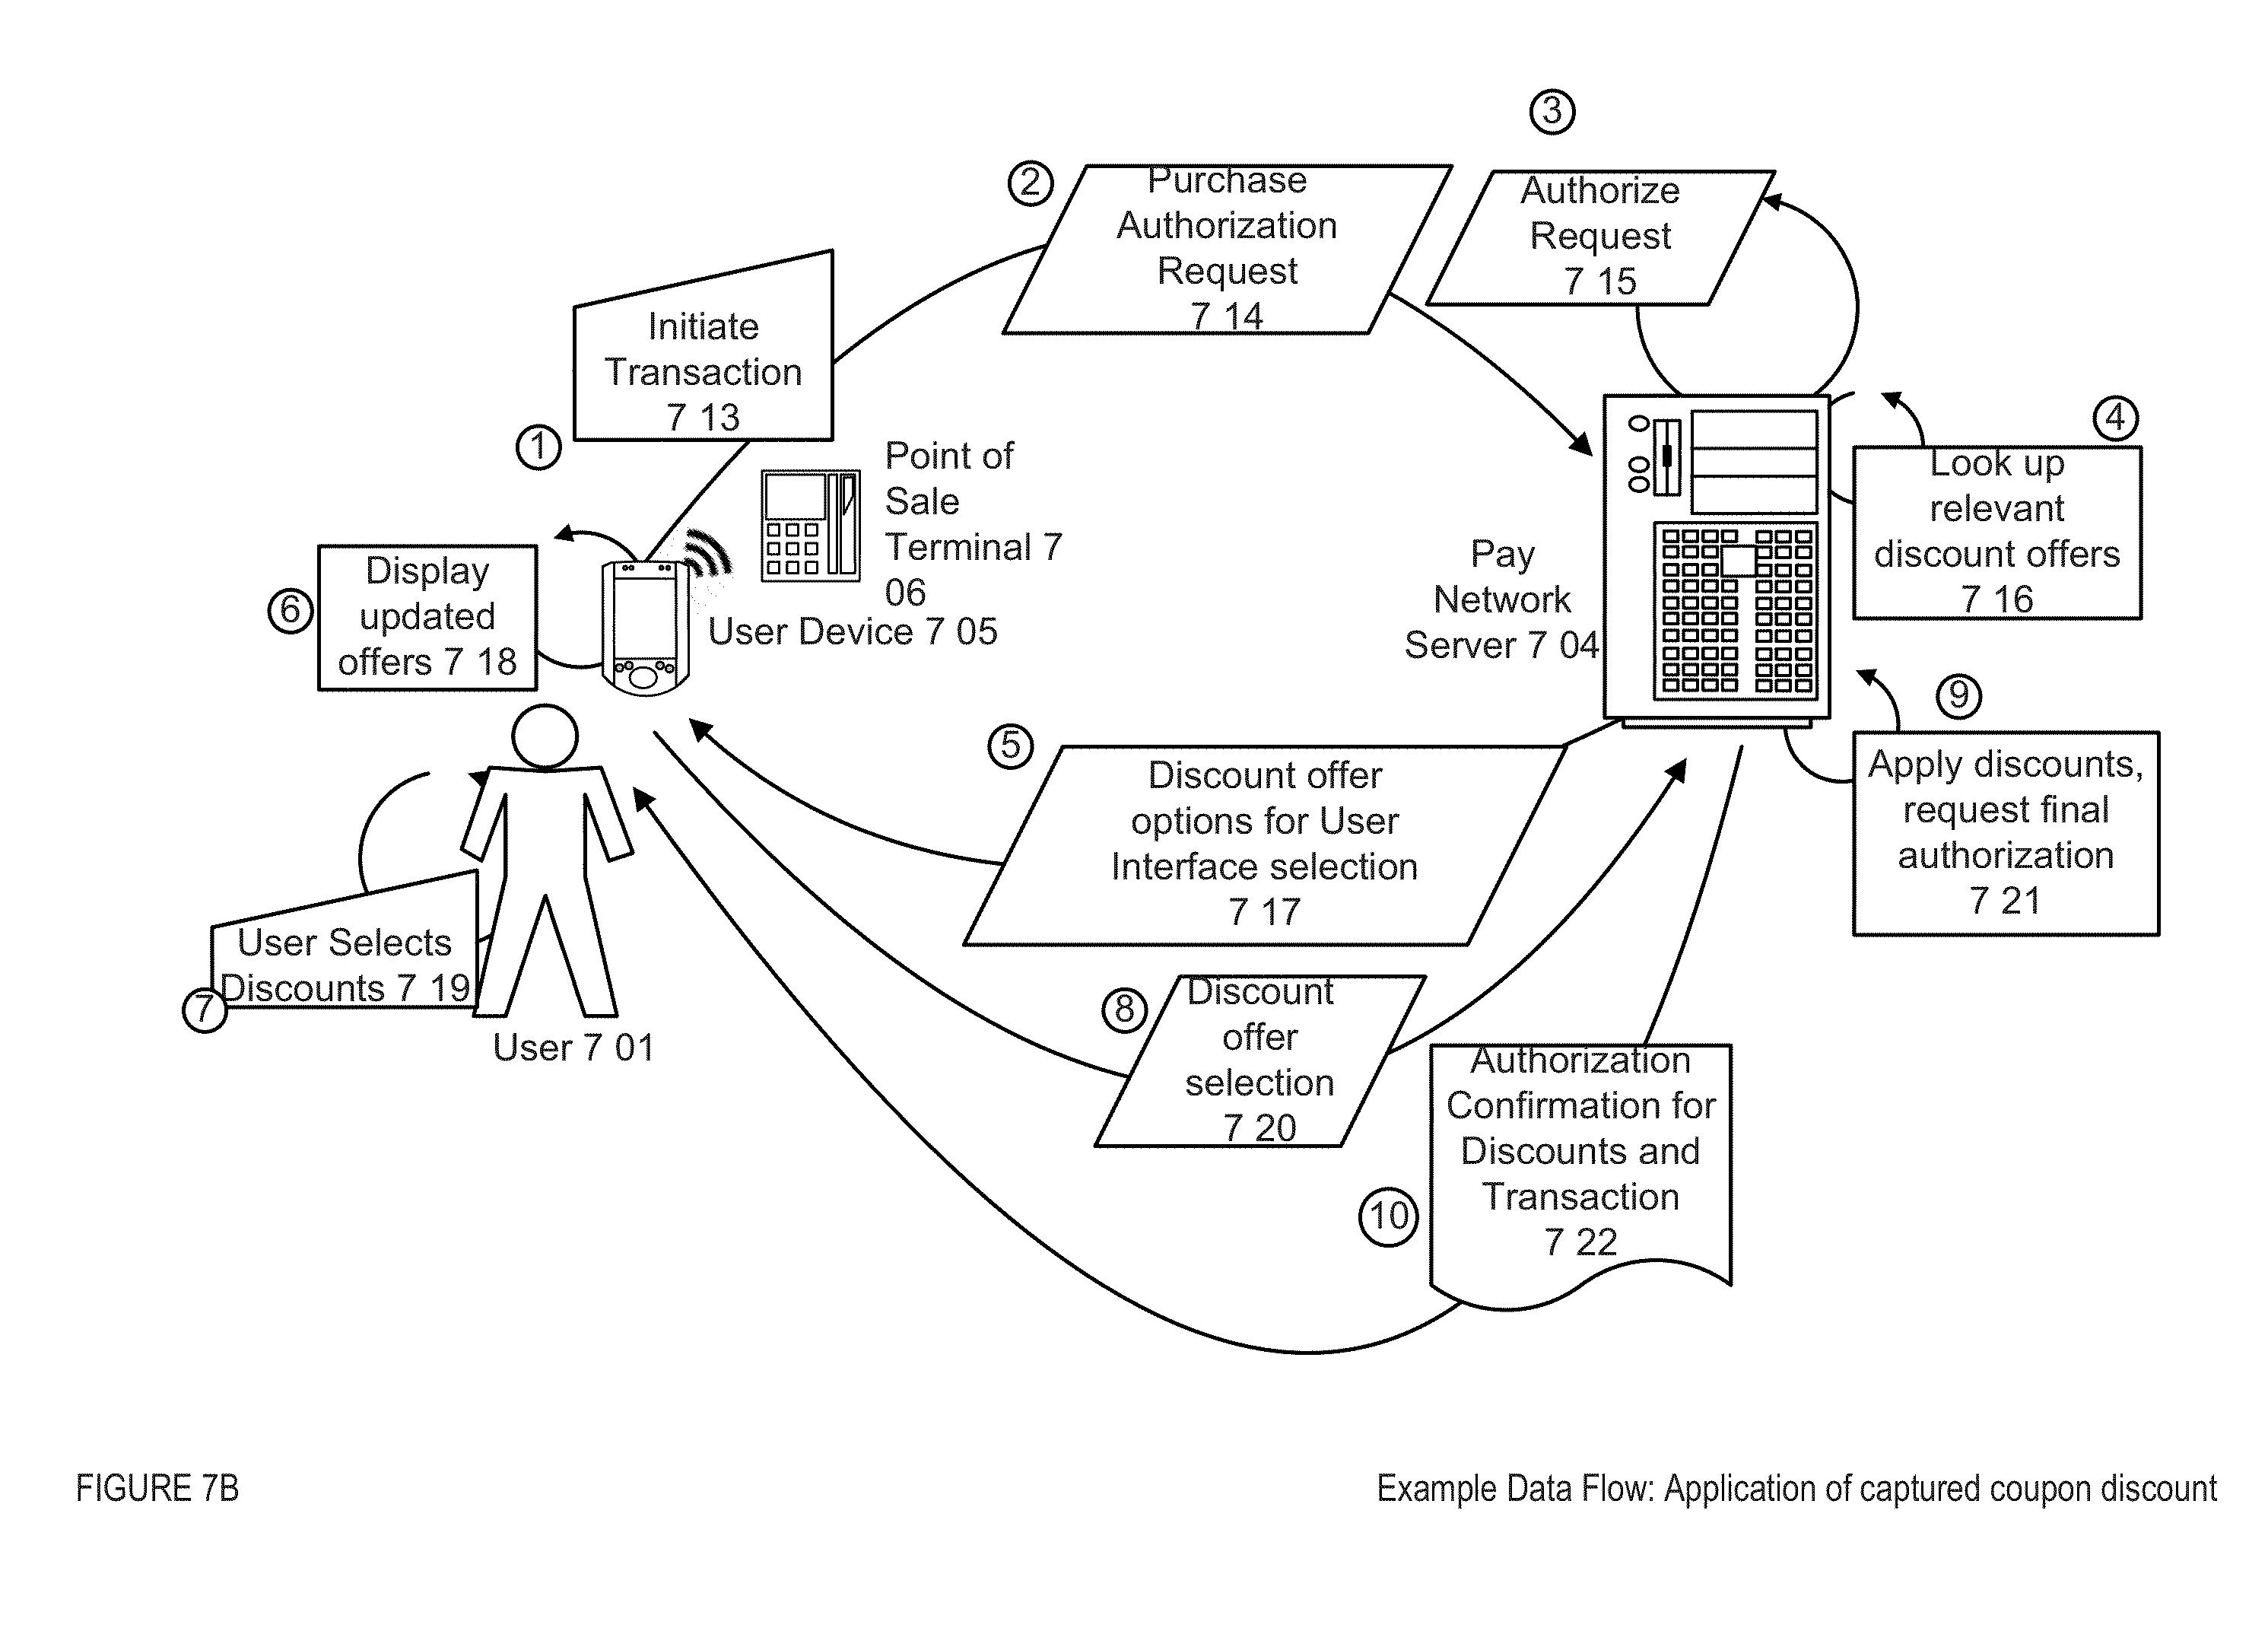 3
2
Purchase
Authorization
Request
7 14
Authorize
Request
7 15
Initiate
Transaction
7 13
1
Point of
Sale
Terminal 7
06
4
Look up
relevant
discount offers
7 16
6
Display
updated
offers 7 18
User Device 7 05
Pay
Network
Server 7 04
5
Discount offer
options for User
Interface selection
7 17
9
Apply discounts,
request final
authorization
7 21
User Selects
Discounts 7 19
7
User 7 01
8
Discount
offer
selection
7 20
10
Authorization
Confirmation for
Discounts and
Transaction
7 22
FIGURE 7B
Example Data Flow: Application of captured coupon discount